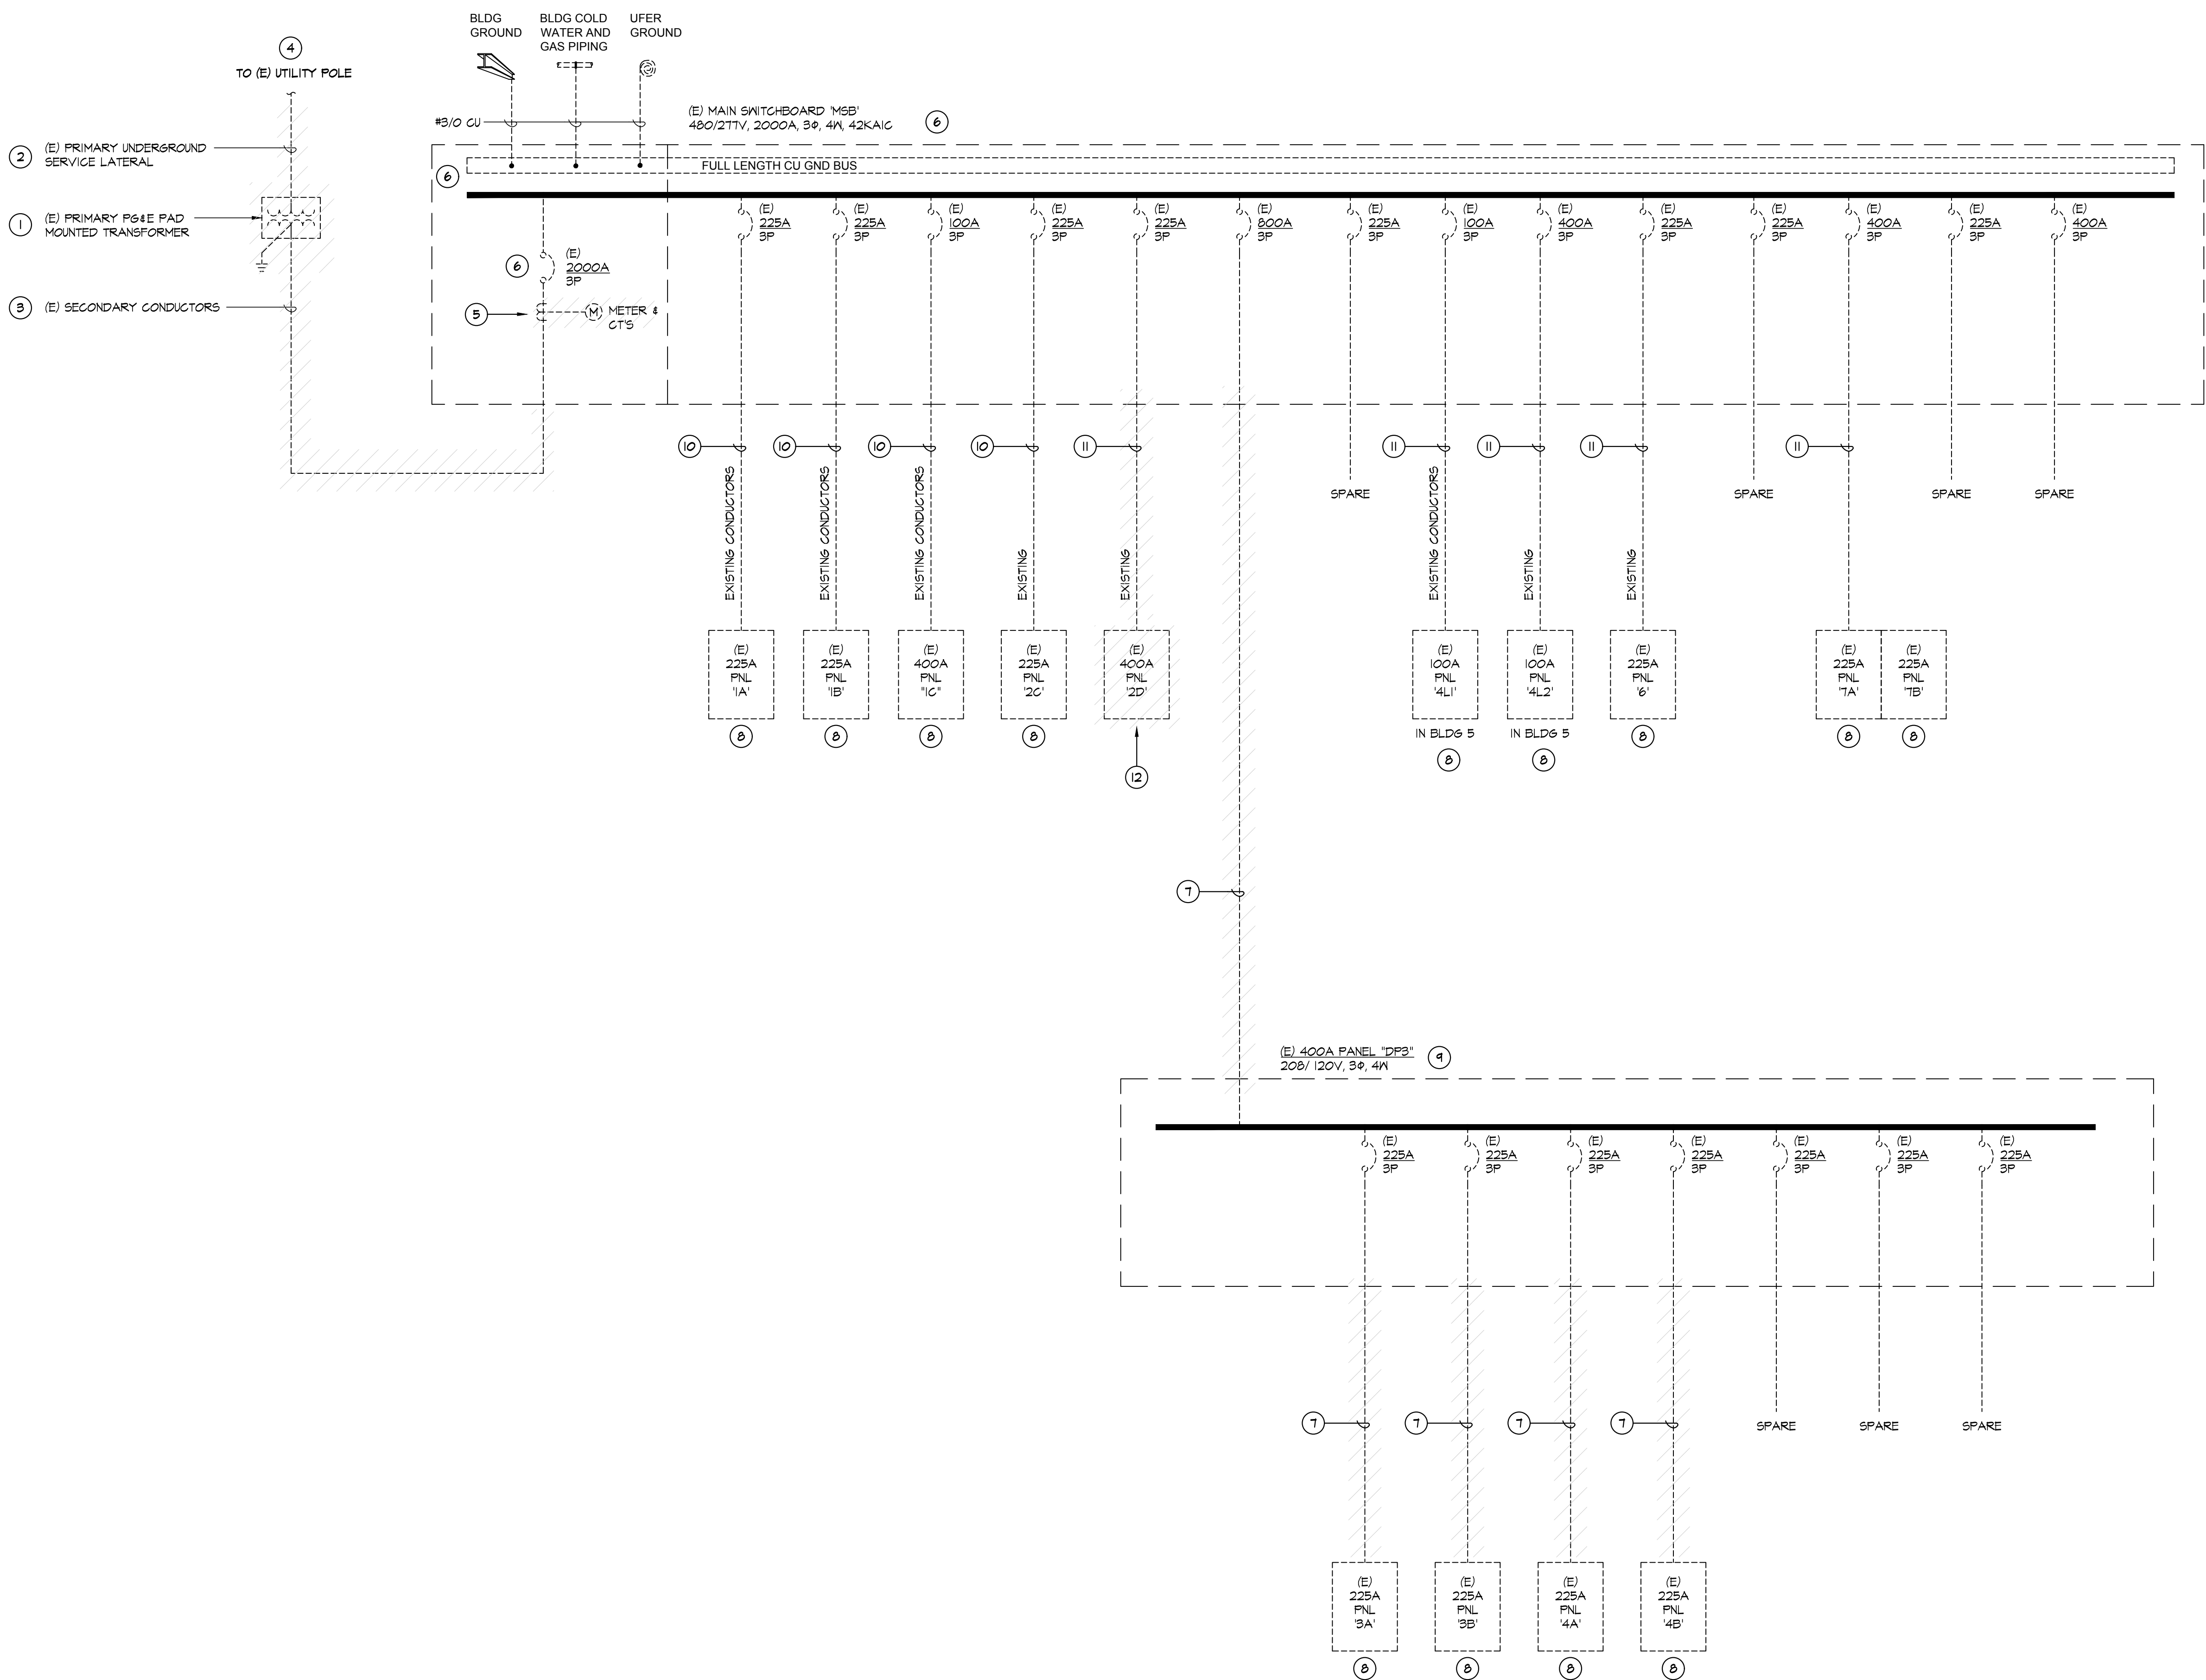 BLDG
GROUND
BLDG COLD
WATER AND
GAS PIPING
UFER
GROUND
4
TO (E) UTILITY POLE
#3/0 CU
(E) MAIN SWITCHBOARD 'MSB'
480/277V, 2000A, 3Φ, 4W, 42KAIC
6
2
(E) PRIMARY UNDERGROUND
SERVICE LATERAL
6
FULL LENGTH CU GND BUS
1
(E) PRIMARY PG&E PAD
MOUNTED TRANSFORMER
3
(E) SECONDARY CONDUCTORS
6
(E)
2000A
3P
5
M
METER &
CT'S
(E)
225A
3P
(E)
225A
3P
(E)
100A
3P
(E)
225A
3P
(E)
225A
3P
(E)
800A
3P
(E)
225A
3P
(E)
100A
3P
(E)
400A
3P
(E)
225A
3P
(E)
225A
3P
(E)
400A
3P
(E)
225A
3P
(E)
400A
3P
10
10
10
10
11
11
11
11
11
EXISTING CONDUCTORS
EXISTING CONDUCTORS
EXISTING CONDUCTORS
EXISTING
EXISTING
SPARE
EXISTING CONDUCTORS
EXISTING
EXISTING
SPARE
SPARE
SPARE
(E)
225A
PNL
'1A'
8
(E)
225A
PNL
'1B'
8
(E)
400A
PNL
"1C"
8
(E)
225A
PNL
'2C'
8
(E)
400A
PNL
'2D'
12
(E)
100A
PNL
'4L1'
IN BLDG 5
8
(E)
100A
PNL
'4L2'
IN BLDG 5
8
(E)
225A
PNL
'6'
8
(E)
225A
PNL
'7A'
8
(E)
225A
PNL
'7B'
8
7
(E) 400A PANEL "DP3"
208/ 120V, 3Φ, 4W
9
(E)
225A
3P
(E)
225A
3P
(E)
225A
3P
(E)
225A
3P
(E)
225A
3P
(E)
225A
3P
(E)
225A
3P
7
7
7
7
SPARE
SPARE
SPARE
(E)
225A
PNL
'3A'
8
(E)
225A
PNL
'3B'
8
(E)
225A
PNL
'4A'
8
(E)
225A
PNL
'4B'
8